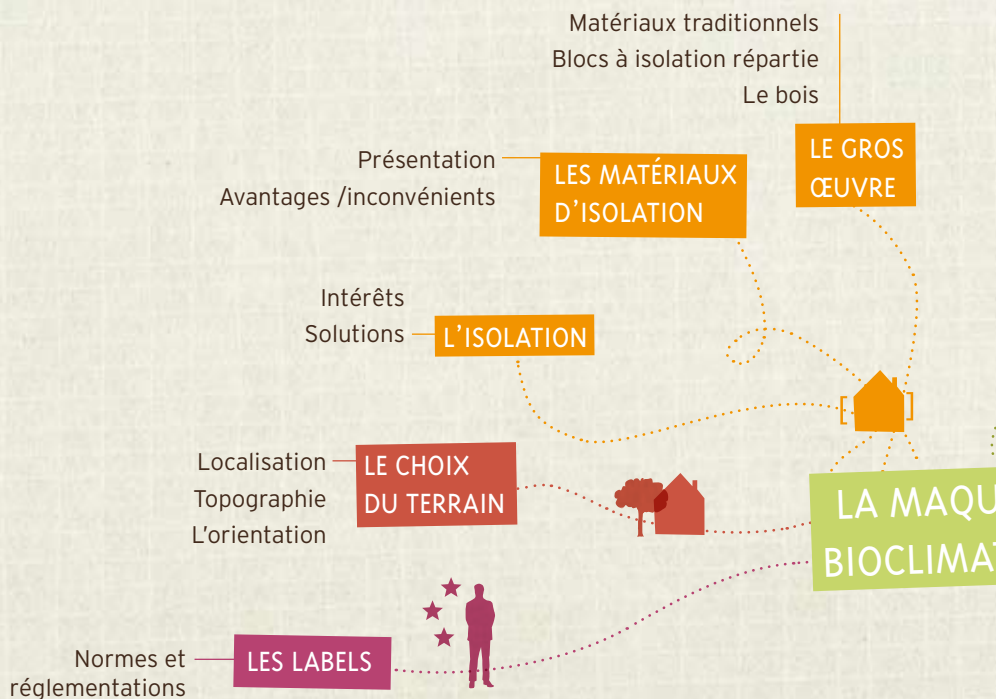 Matériaux traditionnels
Blocs à isolation répartie
Le bois
LE GROS
ŒUVRE
Présentation
Avantages /inconvénients
LES MATÉRIAUX
D'ISOLATION
Intérêts
Solutions
L'ISOLATION
Localisation
Topographie
L'orientation
LE CHOIX
DU TERRAIN
LA MAQU
BIOCLIMAT
Normes et
réglementations
LES LABELS